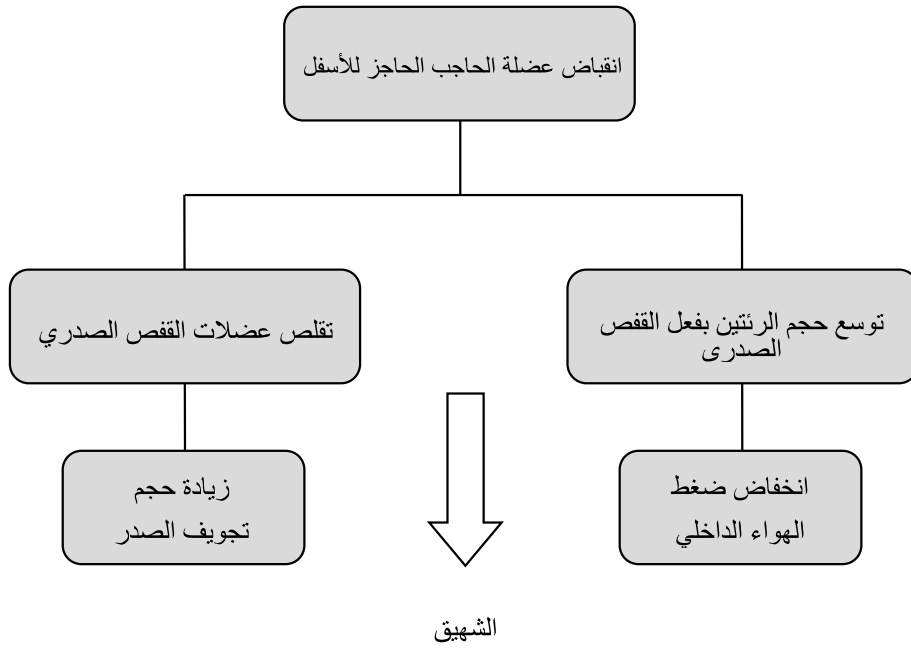 انقباض عضلة الحاجب الحاجز للأسفل
توسع حجم الرئتين بفعل القفص
الصدرى
تقلص عضلات القفص الصدري
انخفاض ضغط
الهواء الداخلي
زيادة حجم
تجويف الصدر
الشهيق